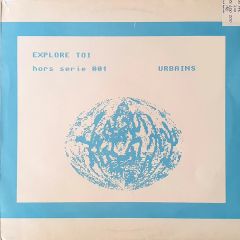 EXPLORE TOI
hors serie 001 URBAINS